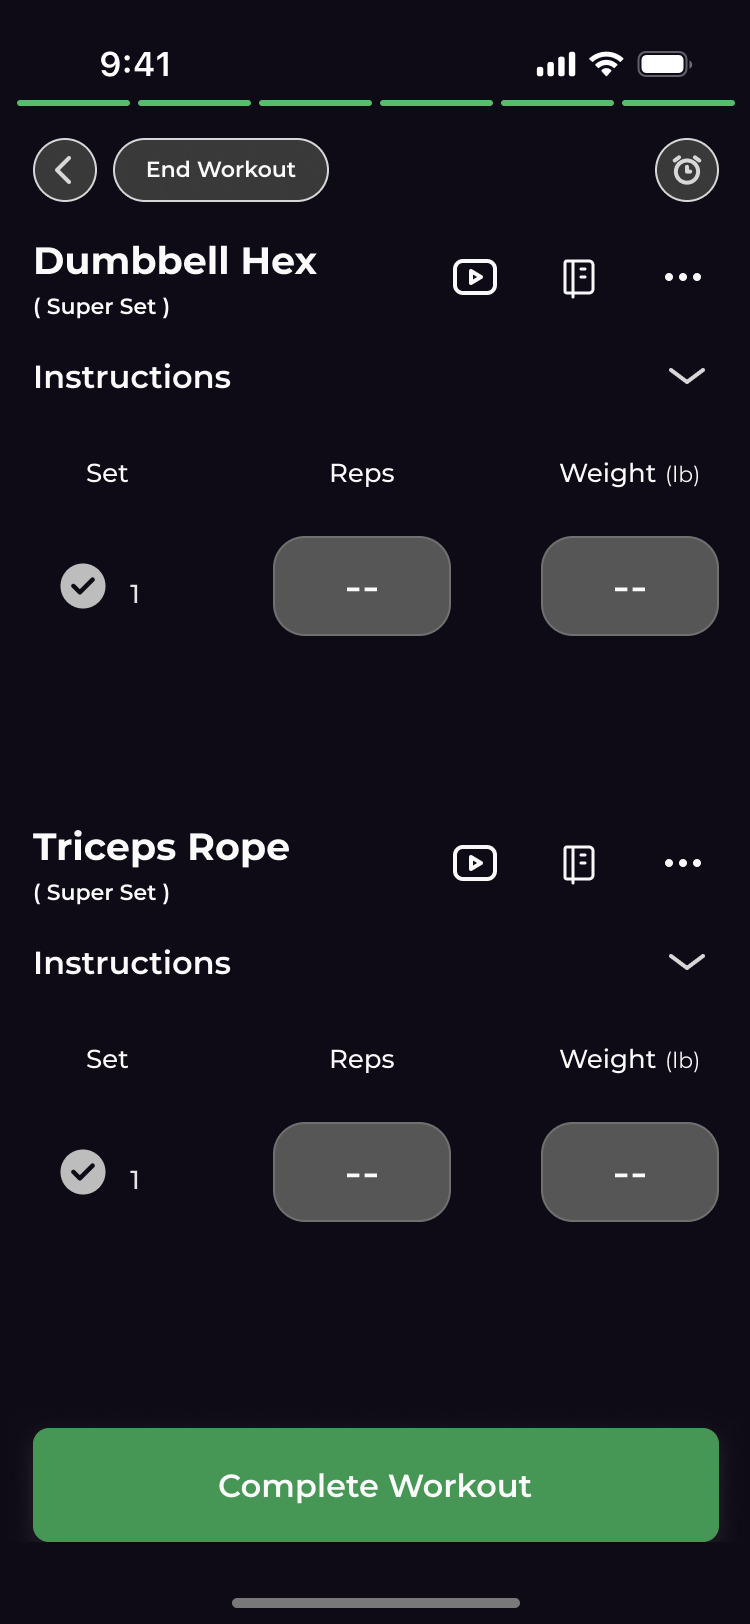 9:41
End Workout
Dumbbell Hex
( Super Set )
Instructions
Set Reps Weight (lb)
1 -- --
Triceps Rope
( Super Set )
Instructions
Set Reps Weight (lb)
1 -- --
Complete Workout